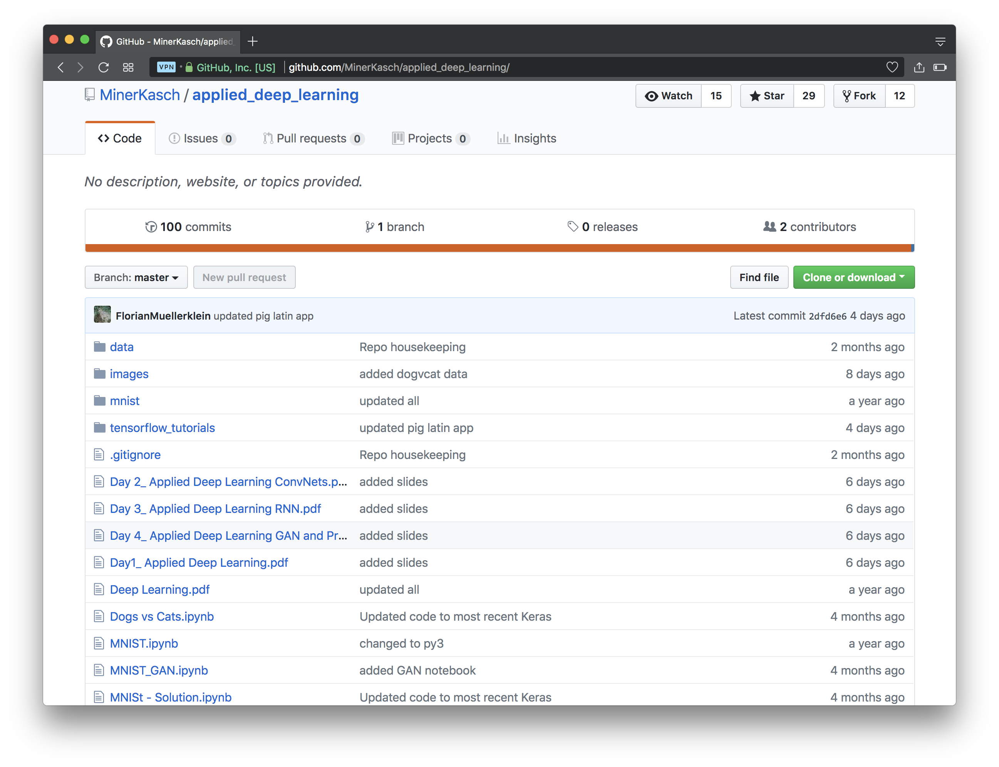 GitHub - MinerKasch/applied_
VPN GitHub, Inc. [US] github.com/MinerKasch/applied_deep_learning/
MinerKasch / applied_deep_learning Watch 15 Star 29 Fork 12
Code Issues 0 Pull requests 0 Projects 0 Insights
No description, website, or topics provided.
100 commits 1 branch 0 releases 2 contributors
Branch: master New pull request Find file Clone or download
FlorianMuellerklein updated pig latin app Latest commit 2dfd6e6 4 days ago
data Repo housekeeping 2 months ago
images added dogvcat data 8 days ago
mnist updated all a year ago
tensorflow_tutorials updated pig latin app 4 days ago
.gitignore Repo housekeeping 2 months ago
Day 2_ Applied Deep Learning ConvNets.p... added slides 6 days ago
Day 3_ Applied Deep Learning RNN.pdf added slides 6 days ago
Day 4_ Applied Deep Learning GAN and Pr... added slides 6 days ago
Day1_ Applied Deep Learning.pdf added slides 6 days ago
Deep Learning.pdf updated all a year ago
Dogs vs Cats.ipynb Updated code to most recent Keras 4 months ago
MNIST.ipynb changed to py3 a year ago
MNIST_GAN.ipynb added GAN notebook 4 months ago
MNISt - Solution.ipynb Updated code to most recent Keras 4 months ago